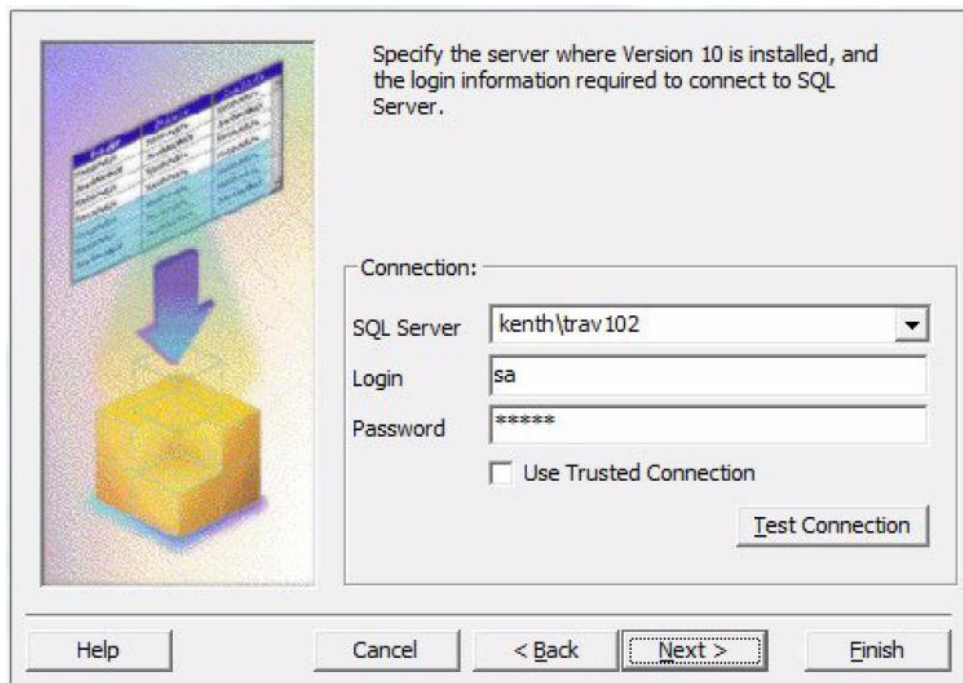 Specify the server where Version 10 is installed, and
the login information required to connect to SQL
Server.
Connection:
SQL Server kenth\trav102
Login sa
Password *****
Use Trusted Connection
Test Connection
Help Cancel < Back Next > Finish